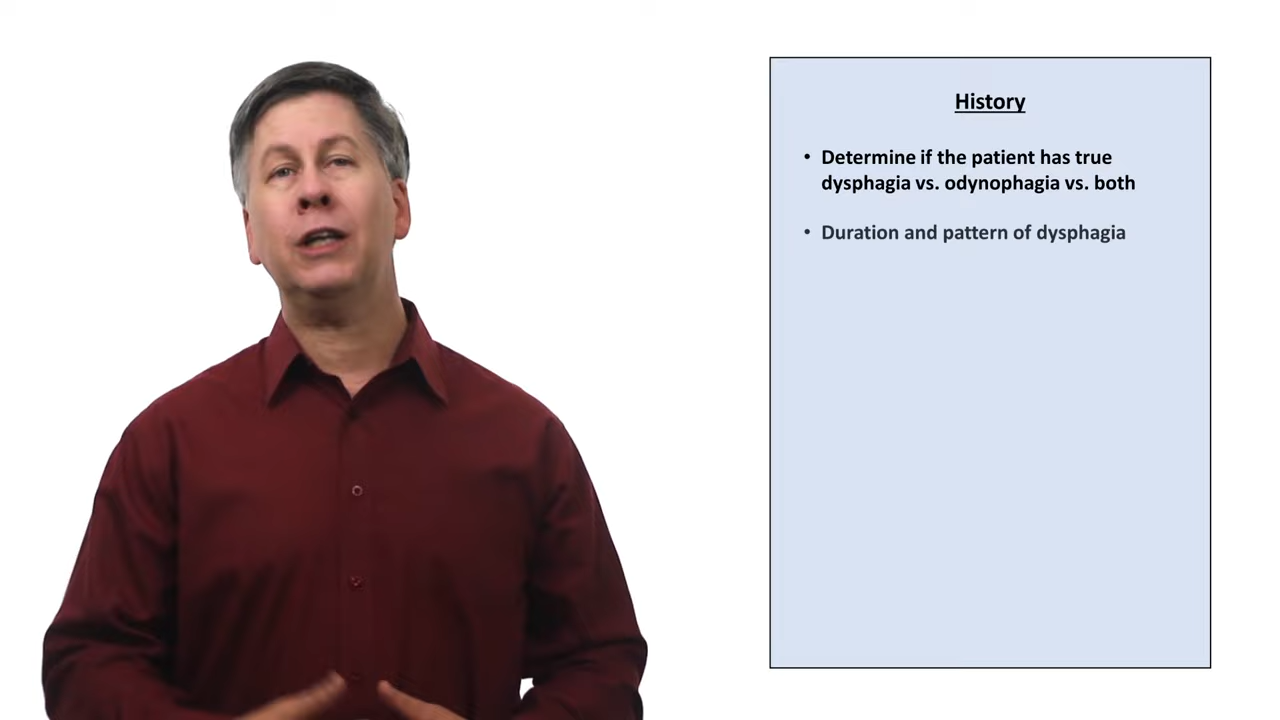 History
• Determine if the patient has true
dysphagia vs. odynophagia vs. both
• Duration and pattern of dysphagia